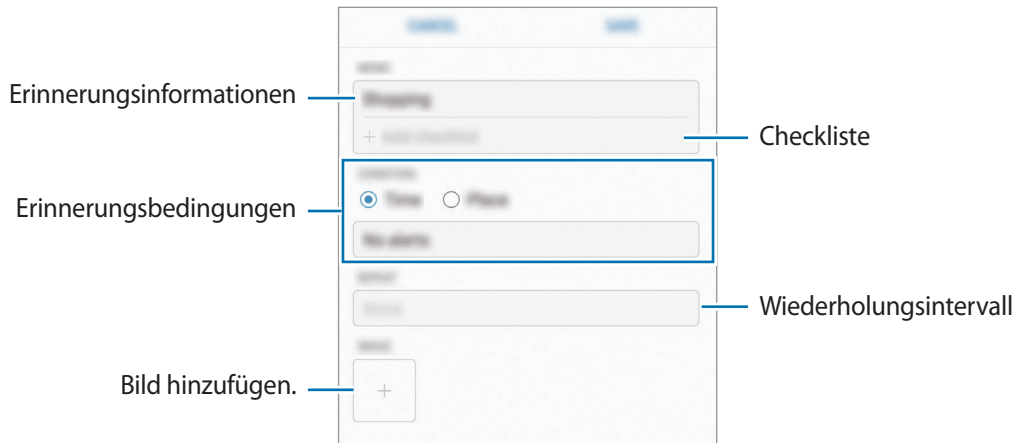 CANCEL
SAVE
Erinnerungsinformationen
Shopping
Add checklist
Checkliste
Erinnerungsbedingungen
Time
Place
No alerts
Wiederholungsintervall
None
Bild hinzufügen.